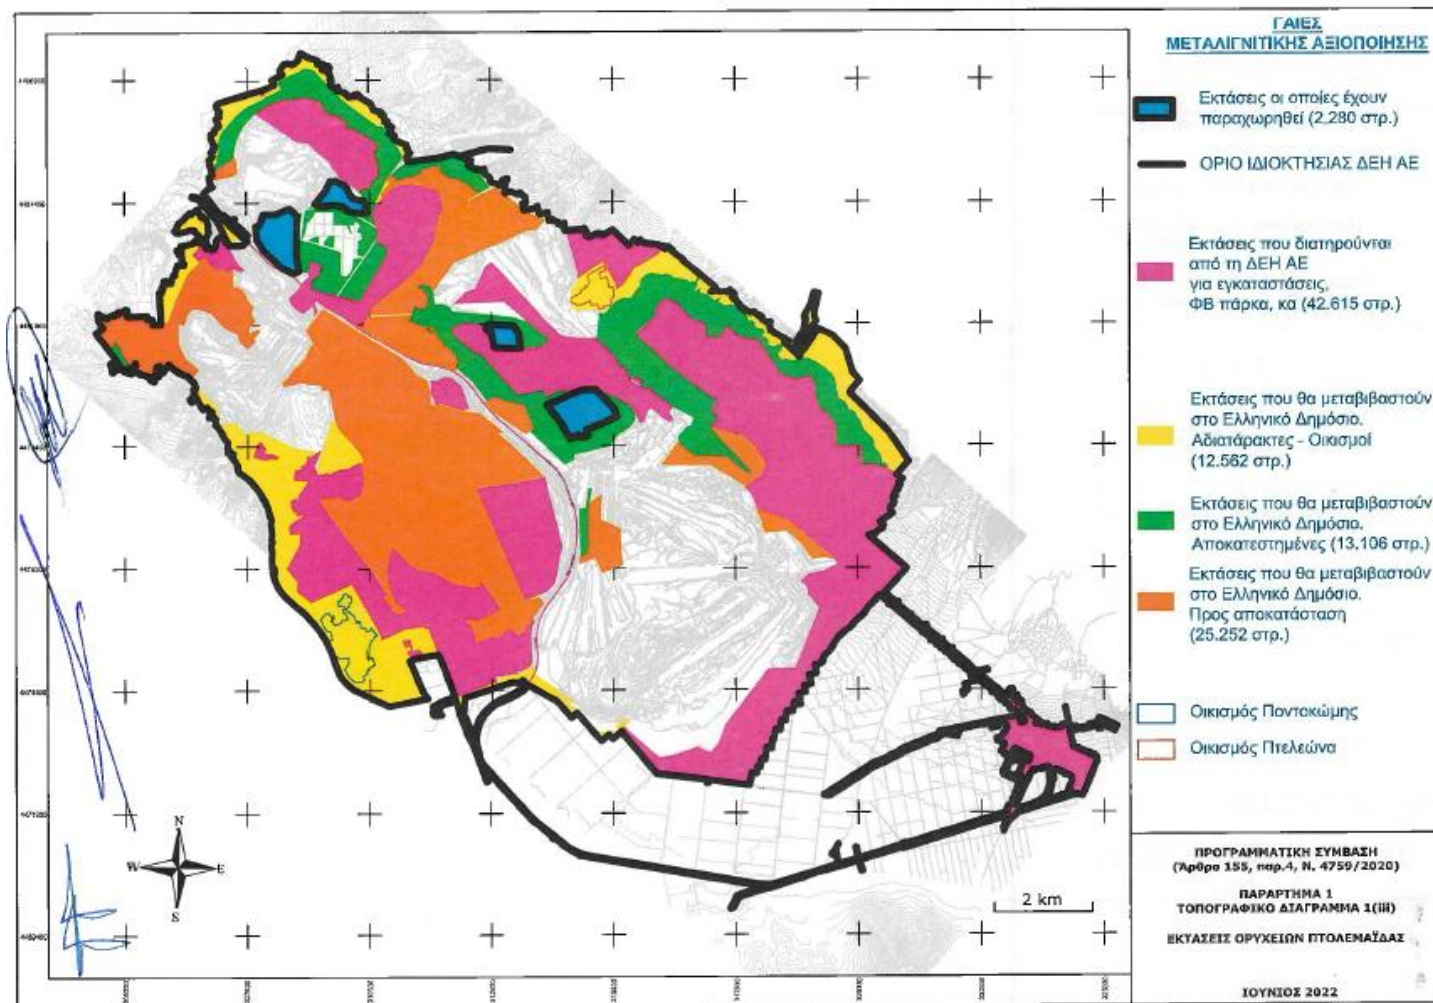 ΓΑΙΕΣ
ΜΕΤΑΛΙΓΝΙΤΙΚΗΣ ΑΞΙΟΠΟΙΗΣΗΣ
Εκτάσεις οι οποίες έχουν
παραχωρηθεί (2.280 στρ.)
ΟΡΙΟ ΙΔΙΟΚΤΗΣΙΑΣ ΔΕΗ ΑΕ
Εκτάσεις που διατηρούνται
από τη ΔΕΗ ΑΕ
για εγκαταστάσεις,
ΦΒ πάρκα, κα (42.615 στρ.)
Εκτάσεις που θα μεταβιβαστούν
στο Ελληνικό Δημόσιο.
Αδιατάρακτες - Οικισμοί
(12.562 στρ.)
Εκτάσεις που θα μεταβιβαστούν
στο Ελληνικό Δημόσιο.
Αποκατεστημένες (13.106 στρ.)
Εκτάσεις που θα μεταβιβαστούν
στο Ελληνικό Δημόσιο.
Προς αποκατάσταση
(25.252 στρ.)
Οικισμός Ποντοκώμης
Οικισμός Πτελεώνα
N
W
E
S
2 km
ΠΡΟΓΡΑΜΜΑΤΙΚΗ ΣΥΜΒΑΣΗ
(Άρθρο 155, παρ.4, Ν. 4759/2020)
ΠΑΡΑΡΤΗΜΑ 1
ΤΟΠΟΓΡΑΦΙΚΟ ΔΙΑΓΡΑΜΜΑ 1(iii)
ΕΚΤΑΣΕΙΣ ΟΡΥΧΕΙΩΝ ΠΤΟΛΕΜΑΪΔΑΣ
ΙΟΥΝΙΟΣ 2022